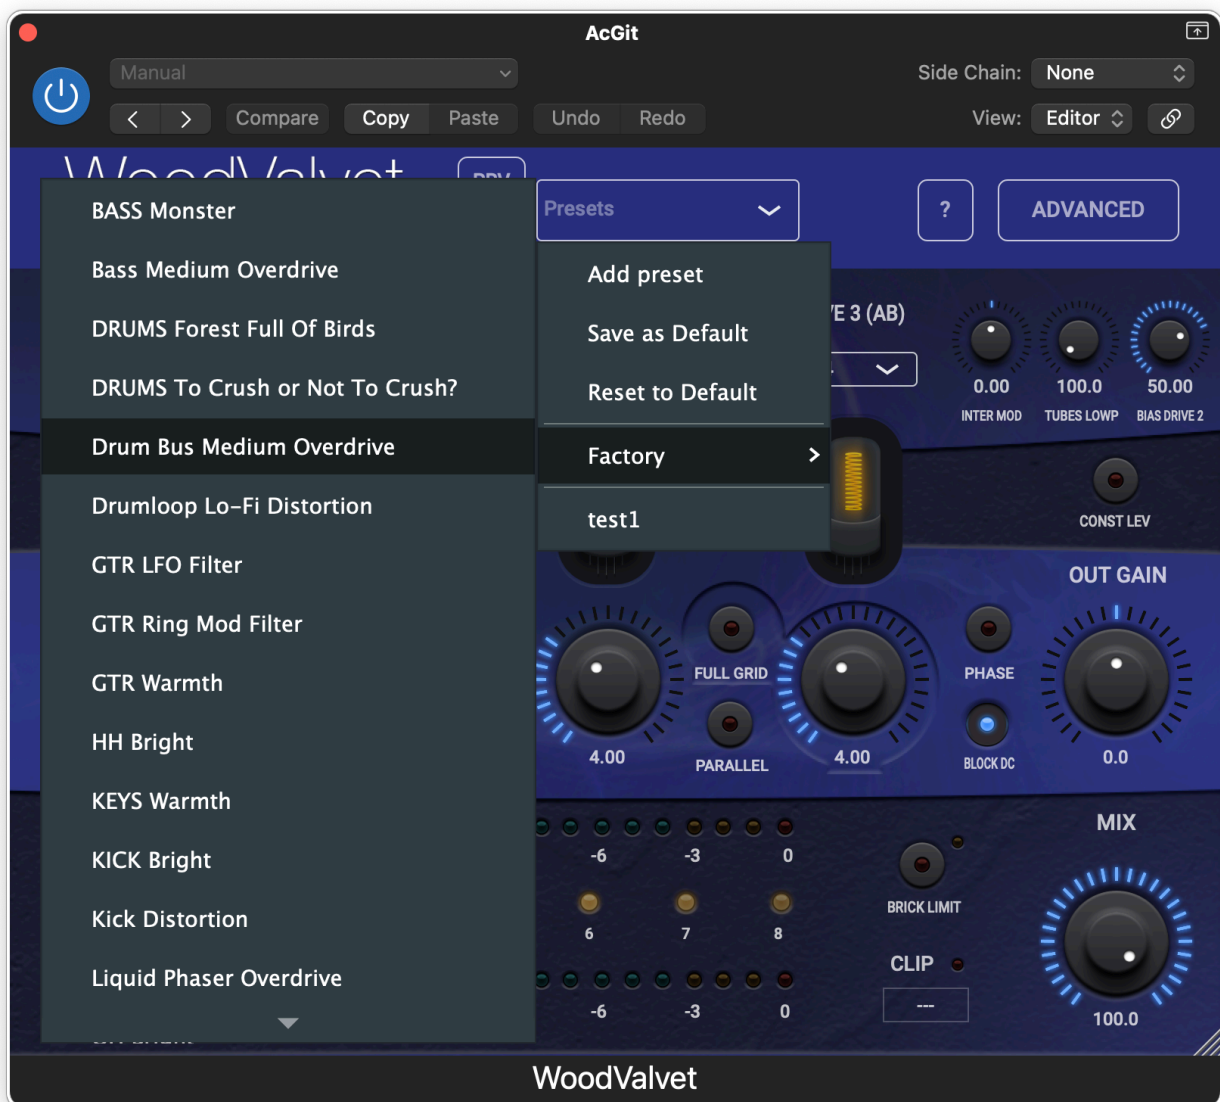 AcGit
Manual
Side Chain: None
Compare Copy Paste Undo Redo
View: Editor
WoodValvet
Presets
?
ADVANCED
BASS Monster
Bass Medium Overdrive
DRUMS Forest Full Of Birds
DRUMS To Crush or Not To Crush?
Drum Bus Medium Overdrive
Drumloop Lo-Fi Distortion
GTR LFO Filter
GTR Ring Mod Filter
GTR Warmth
HH Bright
KEYS Warmth
KICK Bright
Kick Distortion
Liquid Phaser Overdrive
Add preset
Save as Default
Reset to Default
Factory
test1
3 (AB)
0.00 100.0 50.00
INTER MOD TUBES LOWP BIAS DRIVE 2
CONST LEV
OUT GAIN
FULL GRID
PHASE
4.00
PARALLEL
4.00
BLOCK DC
0.0
MIX
-6 -3 0
BRICK LIMIT
6 7 8
CLIP
---
-6 -3 0
100.0
WoodValvet